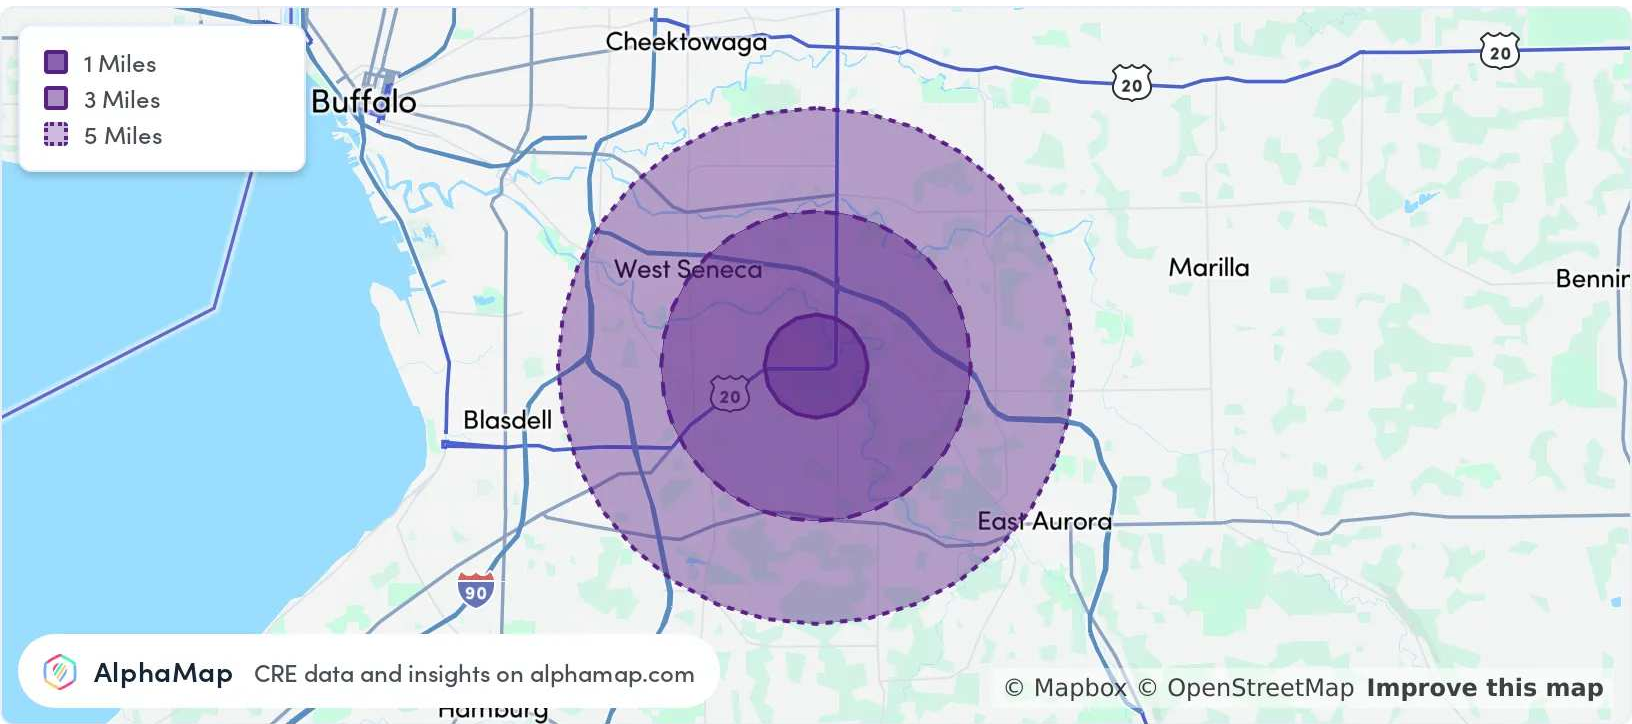 1 Miles
3 Miles
5 Miles
Cheektowaga
20
20
Buffalo
West Seneca
Marilla
20
Blasdell
East Aurora
90
AlphaMap CRE data and insights on alphamap.com
© Mapbox © OpenStreetMap Improve this map
Hamburg